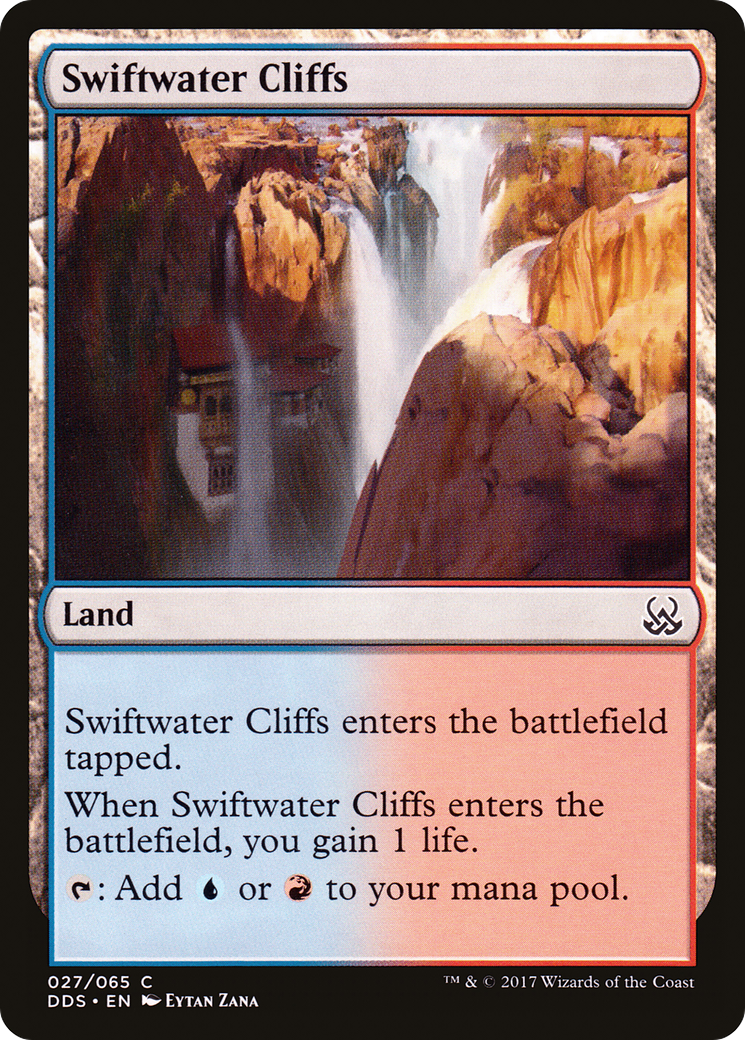 Swiftwater Cliffs
Land
Swiftwater Cliffs enters the battlefield
tapped.
When Swiftwater Cliffs enters the
battlefield, you gain 1 life.
: Add or to your mana pool.
027/065 C
DDS • EN Eytan Zana
™ & © 2017 Wizards of the Coast